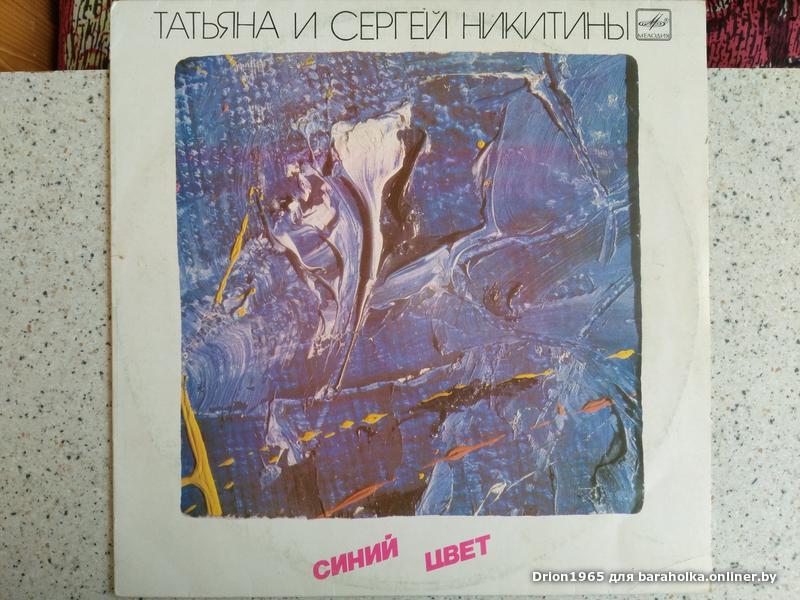 ТАТЬЯНА И СЕРГЕЙ НИКИТИНЫ
МЕЛОДИЯ
СИНИЙ ЦВЕТ
Drion1965 для baraholka.onliner.by